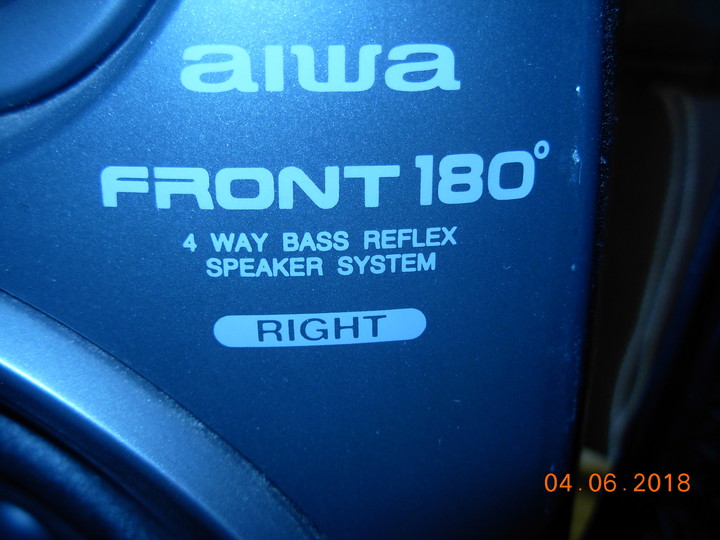 aiwa
FRONT 180°
4 WAY BASS REFLEX
SPEAKER SYSTEM
RIGHT
04.06.2018